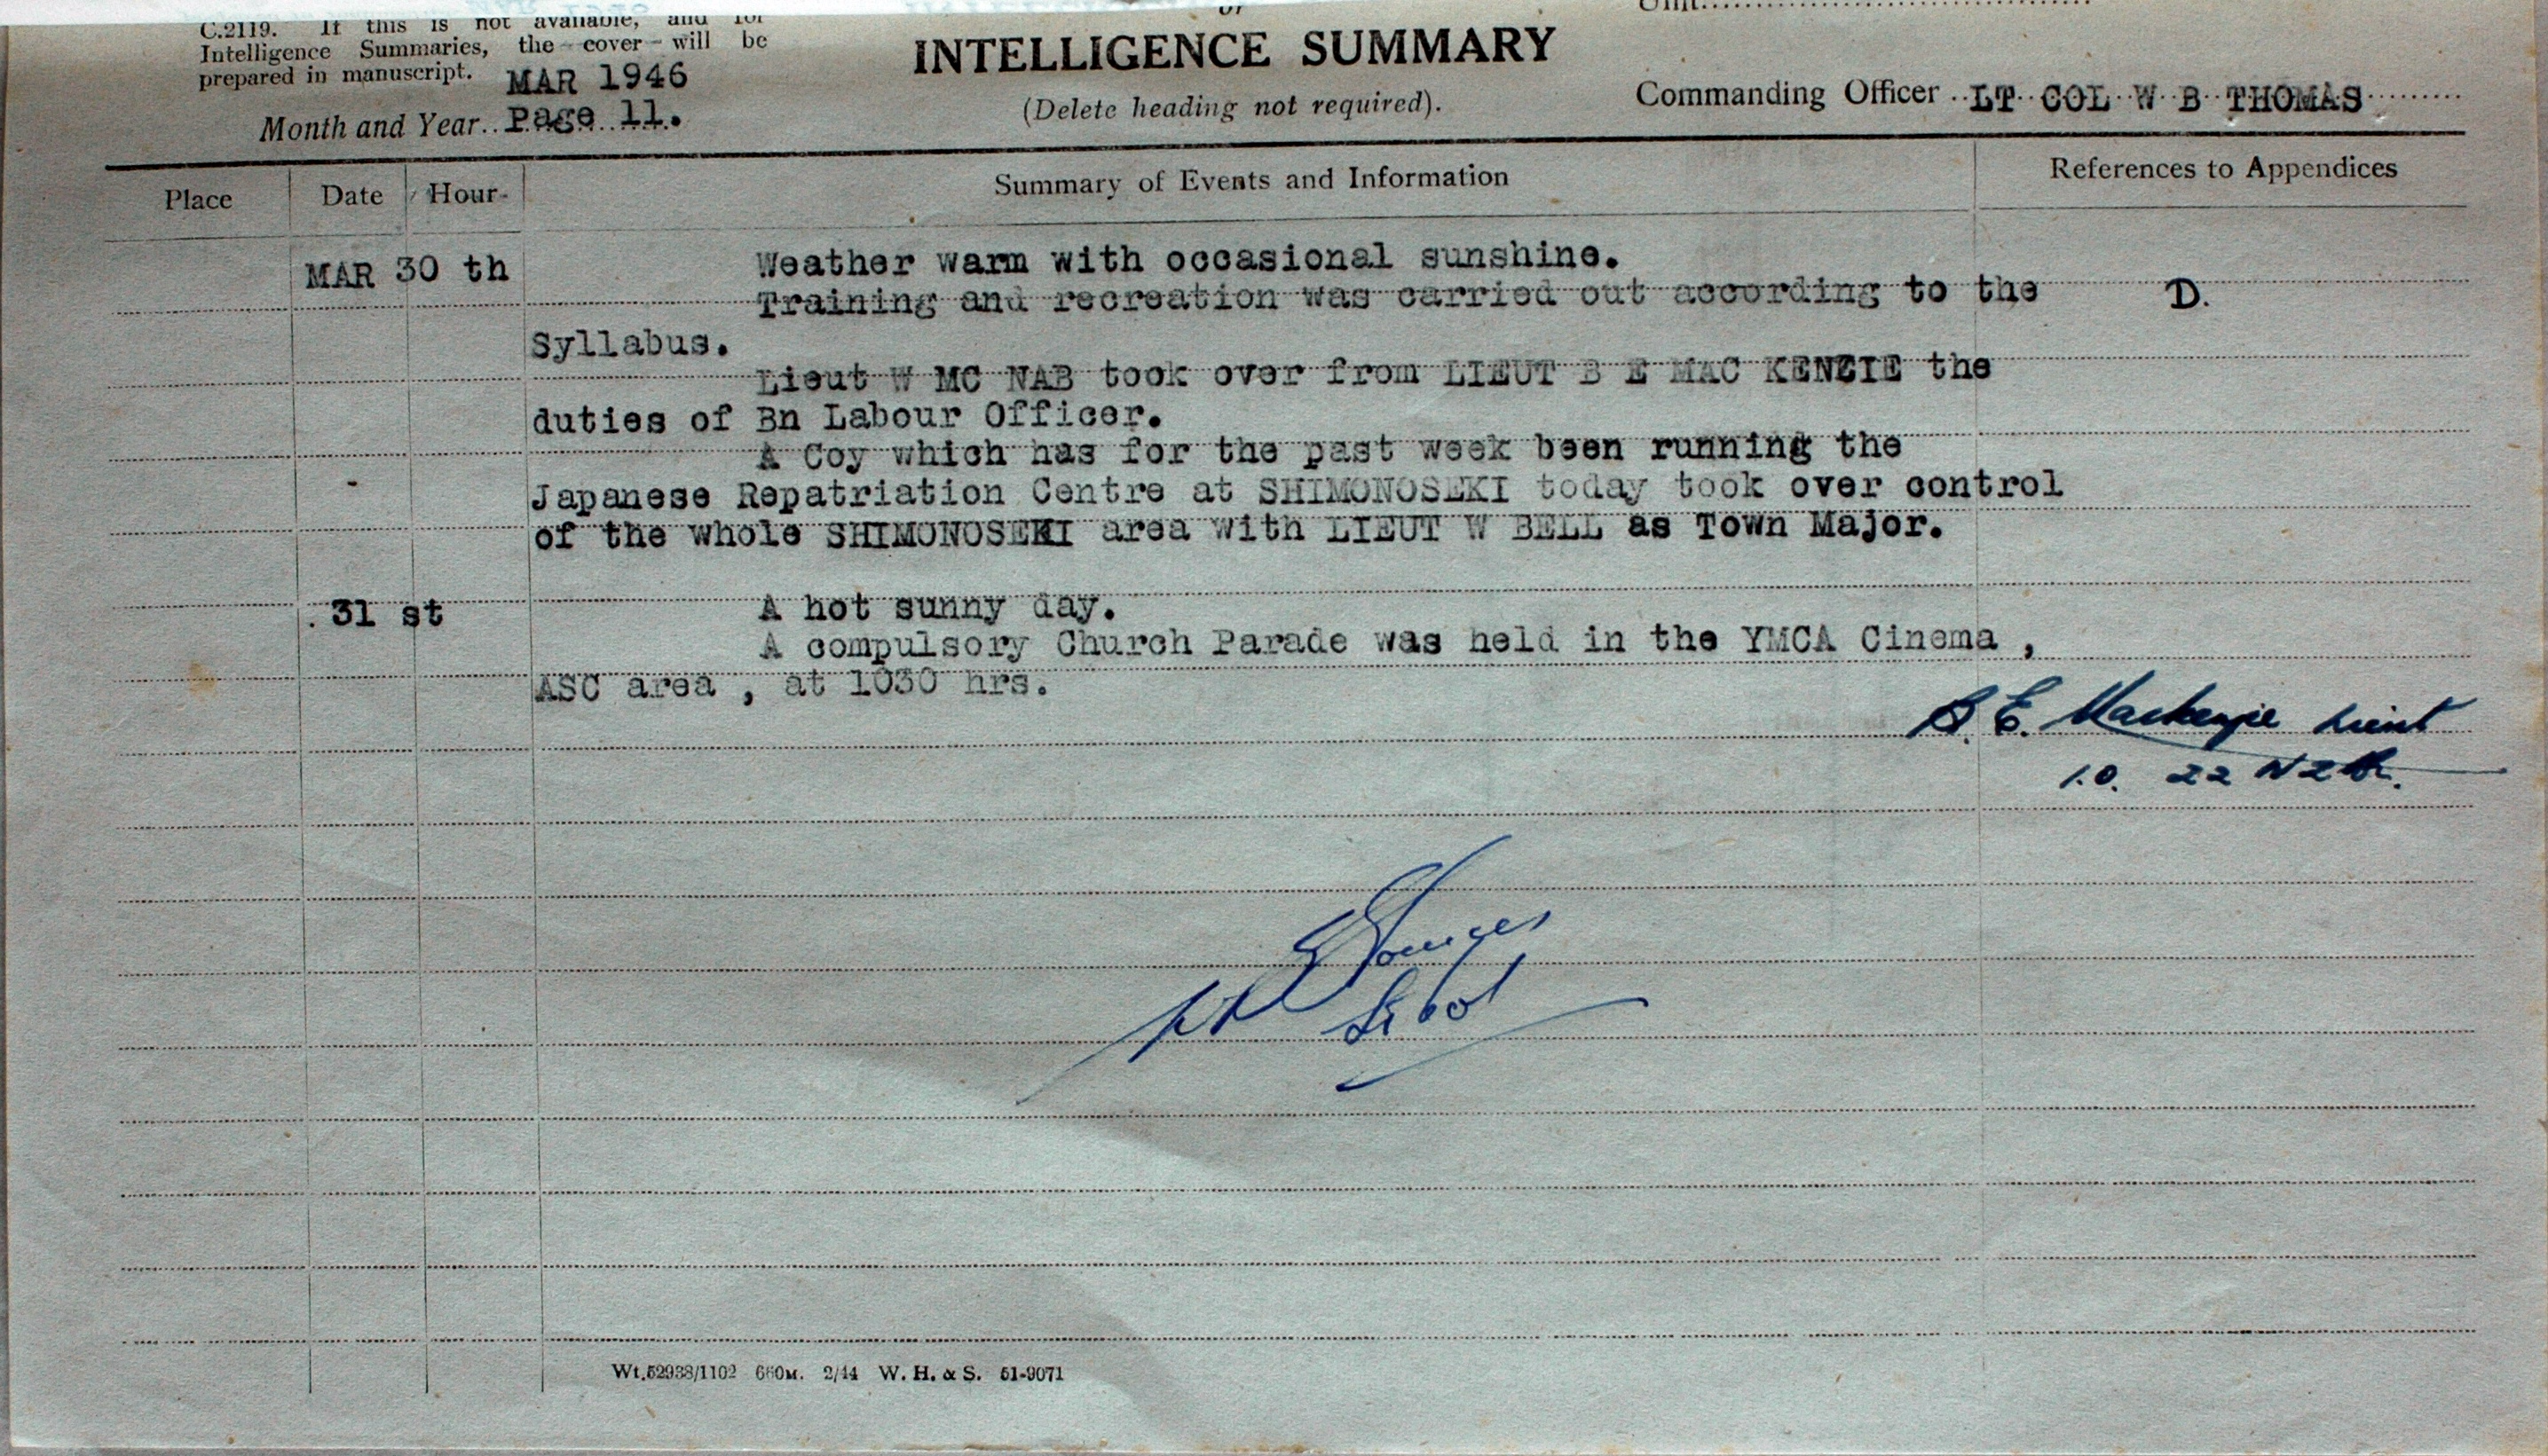 C.2119. If this is not available, and for
Intelligence Summaries, the cover will be
prepared in manuscript.
MAR 1946
Month and Year.. Page 11.
or
INTELLIGENCE SUMMARY
(Delete heading not required).
Unit
Commanding Officer LT COL W B THOMAS
Place Date Hour Summary of Events and Information References to Appendices
MAR 30 th Weather warm with occasional sunshine.
Training and recreation was carried out according to the D.
Syllabus.
Lieut W MC NAB took over from LIEUT B E MAC KENZIE the
duties of Bn Labour Officer.
A Coy which has for the past week been running the
Japanese Repatriation Centre at SHIMONOSEKI today took over control
of the whole SHIMONOSEKI area with LIEUT W BELL as Town Major.
31 st A hot sunny day.
A compulsory Church Parade was held in the YMCA Cinema ,
ASC area , at 1030 hrs.
B.E. Mackenzie Lieut
I.O. 22 NZ Bn.
Lt Col
Wt.52938/1102 660M. 2/44 W. H. & S. 51-9071